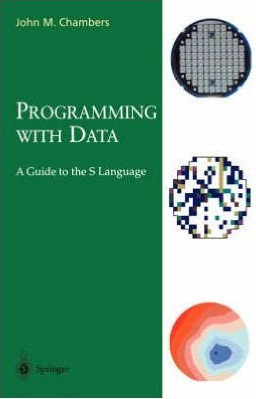 John M. Chambers
PROGRAMMING
WITH DATA
A Guide to the S Language
Springer